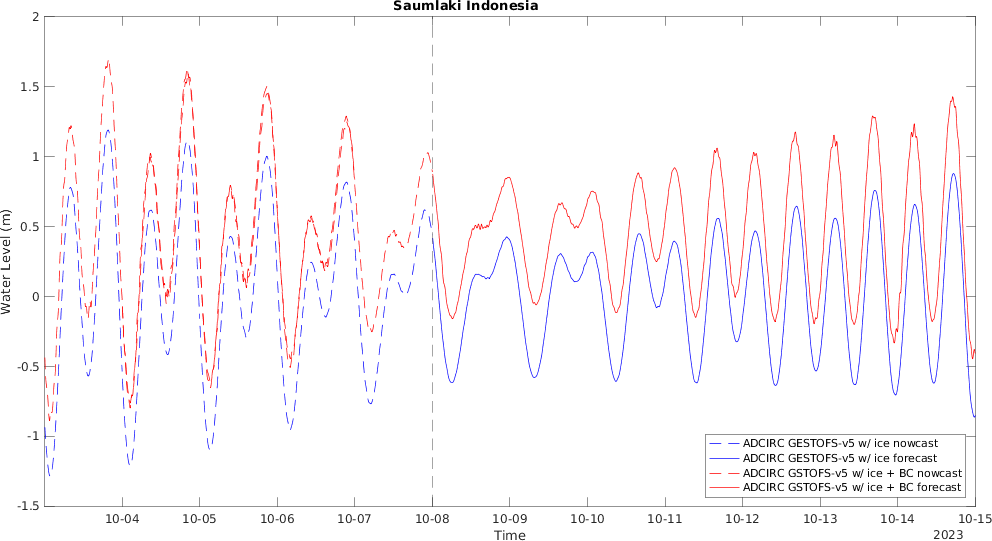 Saumlaki Indonesia
Water Level (m)
2
1.5
1
0.5
0
-0.5
-1
-1.5
ADCIRC GESTOFS-v5 w/ ice nowcast
ADCIRC GESTOFS-v5 w/ ice forecast
ADCIRC GSTOFS-v5 w/ ice + BC nowcast
ADCIRC GSTOFS-v5 w/ ice + BC forecast
10-04 10-05 10-06 10-07 10-08 10-09 10-10 10-11 10-12 10-13 10-14 10-15
Time
2023